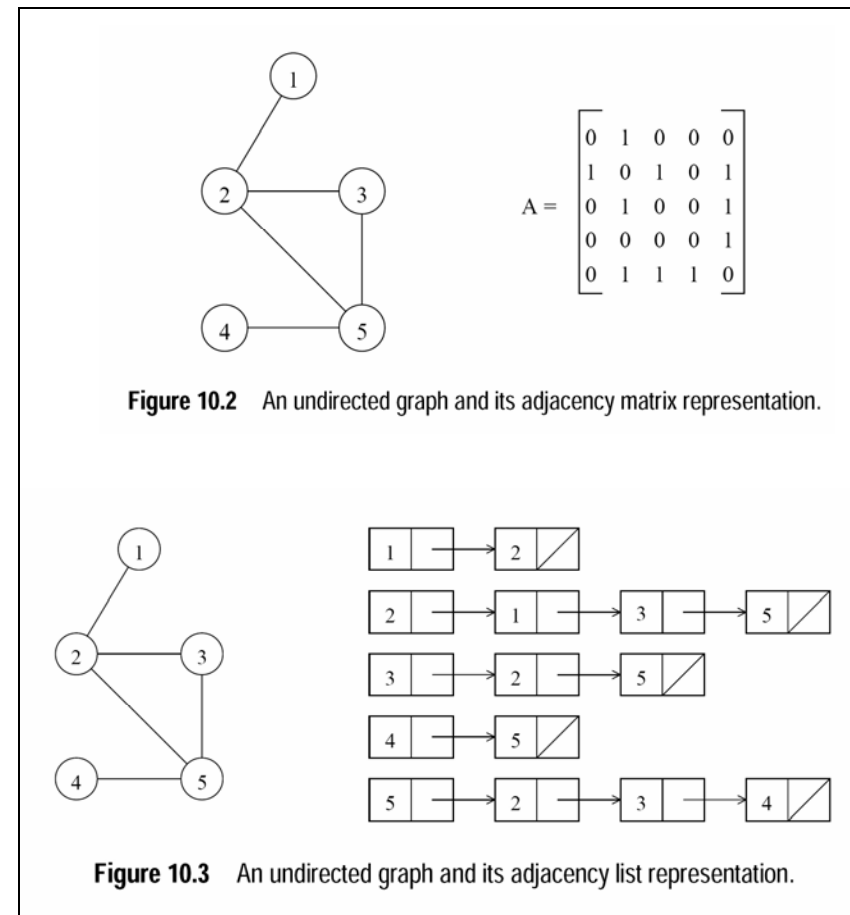 1
2 3
4 5
A =
0 1 0 0 0
1 0 1 0 1
0 1 0 0 1
0 0 0 0 1
0 1 1 1 0
Figure 10.2 An undirected graph and its adjacency matrix representation.
1
2 3
4 5
1 2
2 1 3 5
3 2 5
4 5
5 2 3 4
Figure 10.3 An undirected graph and its adjacency list representation.